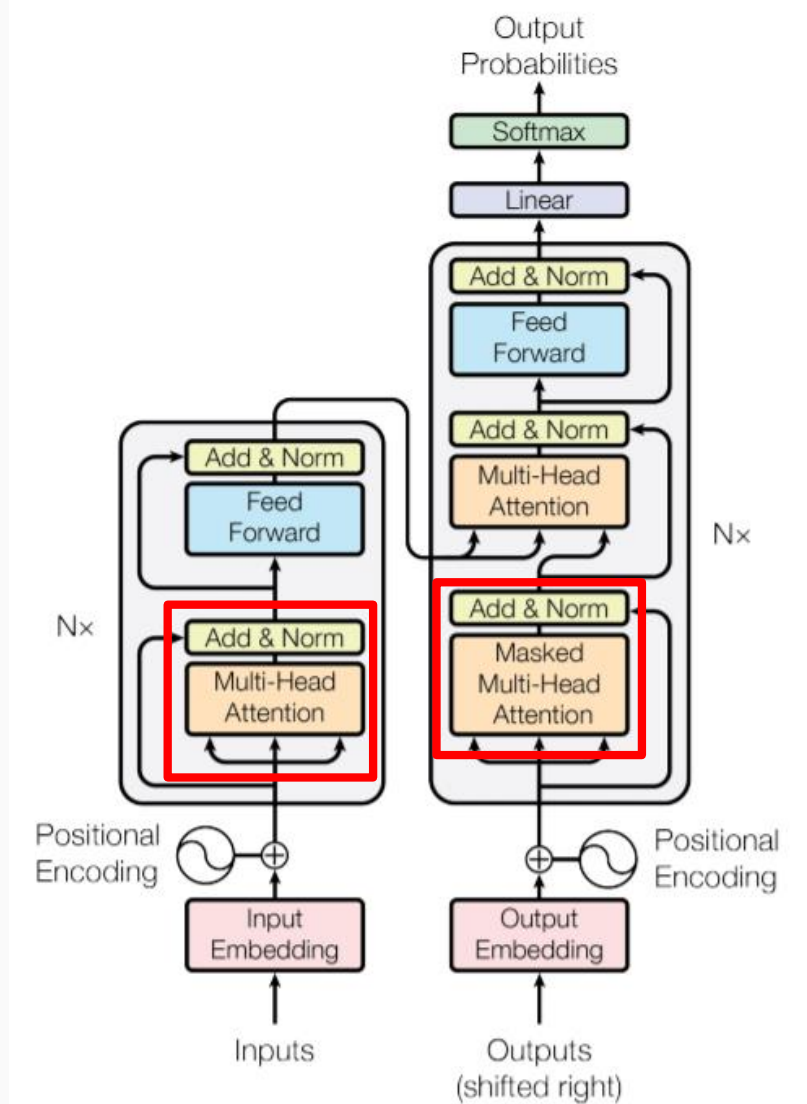 Output
Probabilities
Softmax
Linear
Add & Norm
Feed
Forward
Add & Norm
Multi-Head
Attention
Nx
Add & Norm
Masked
Multi-Head
Attention
Add & Norm
Feed
Forward
Nx
Add & Norm
Multi-Head
Attention
Positional
Encoding
Positional
Encoding
Input
Embedding
Output
Embedding
Inputs
Outputs
(shifted right)